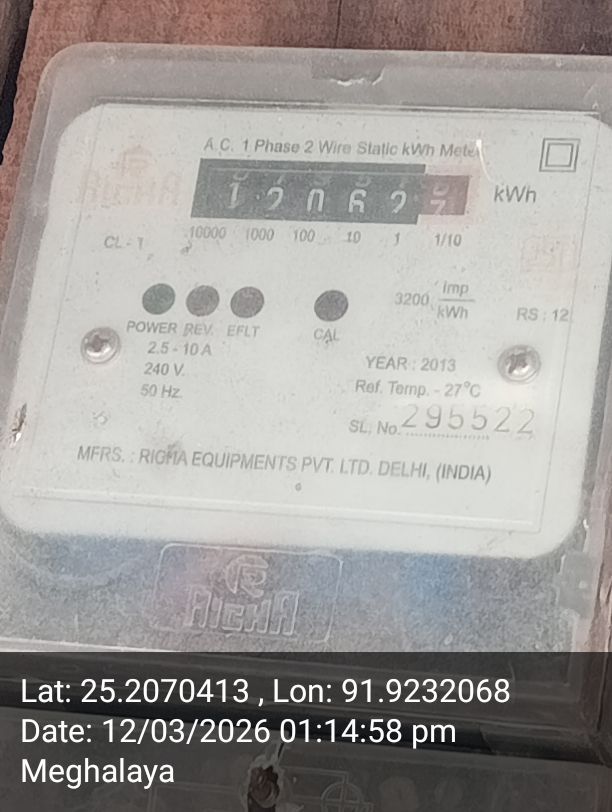 A.C. 1 Phase 2 Wire Static kWh Meter
kWh
10000 1000 100 10 1 1/10
CL - 1
3200 imp/kWh
RS : 12
POWER REV. EFLT CAL
2.5 - 10 A
240 V.
50 Hz.
YEAR : 2013
Ref. Temp. - 27°C
SL. No. 295522
MFRS. : RIGHA EQUIPMENTS PVT. LTD. DELHI, (INDIA)
RIGHA
Lat: 25.2070413 , Lon: 91.9232068
Date: 12/03/2026 01:14:58 pm
Meghalaya